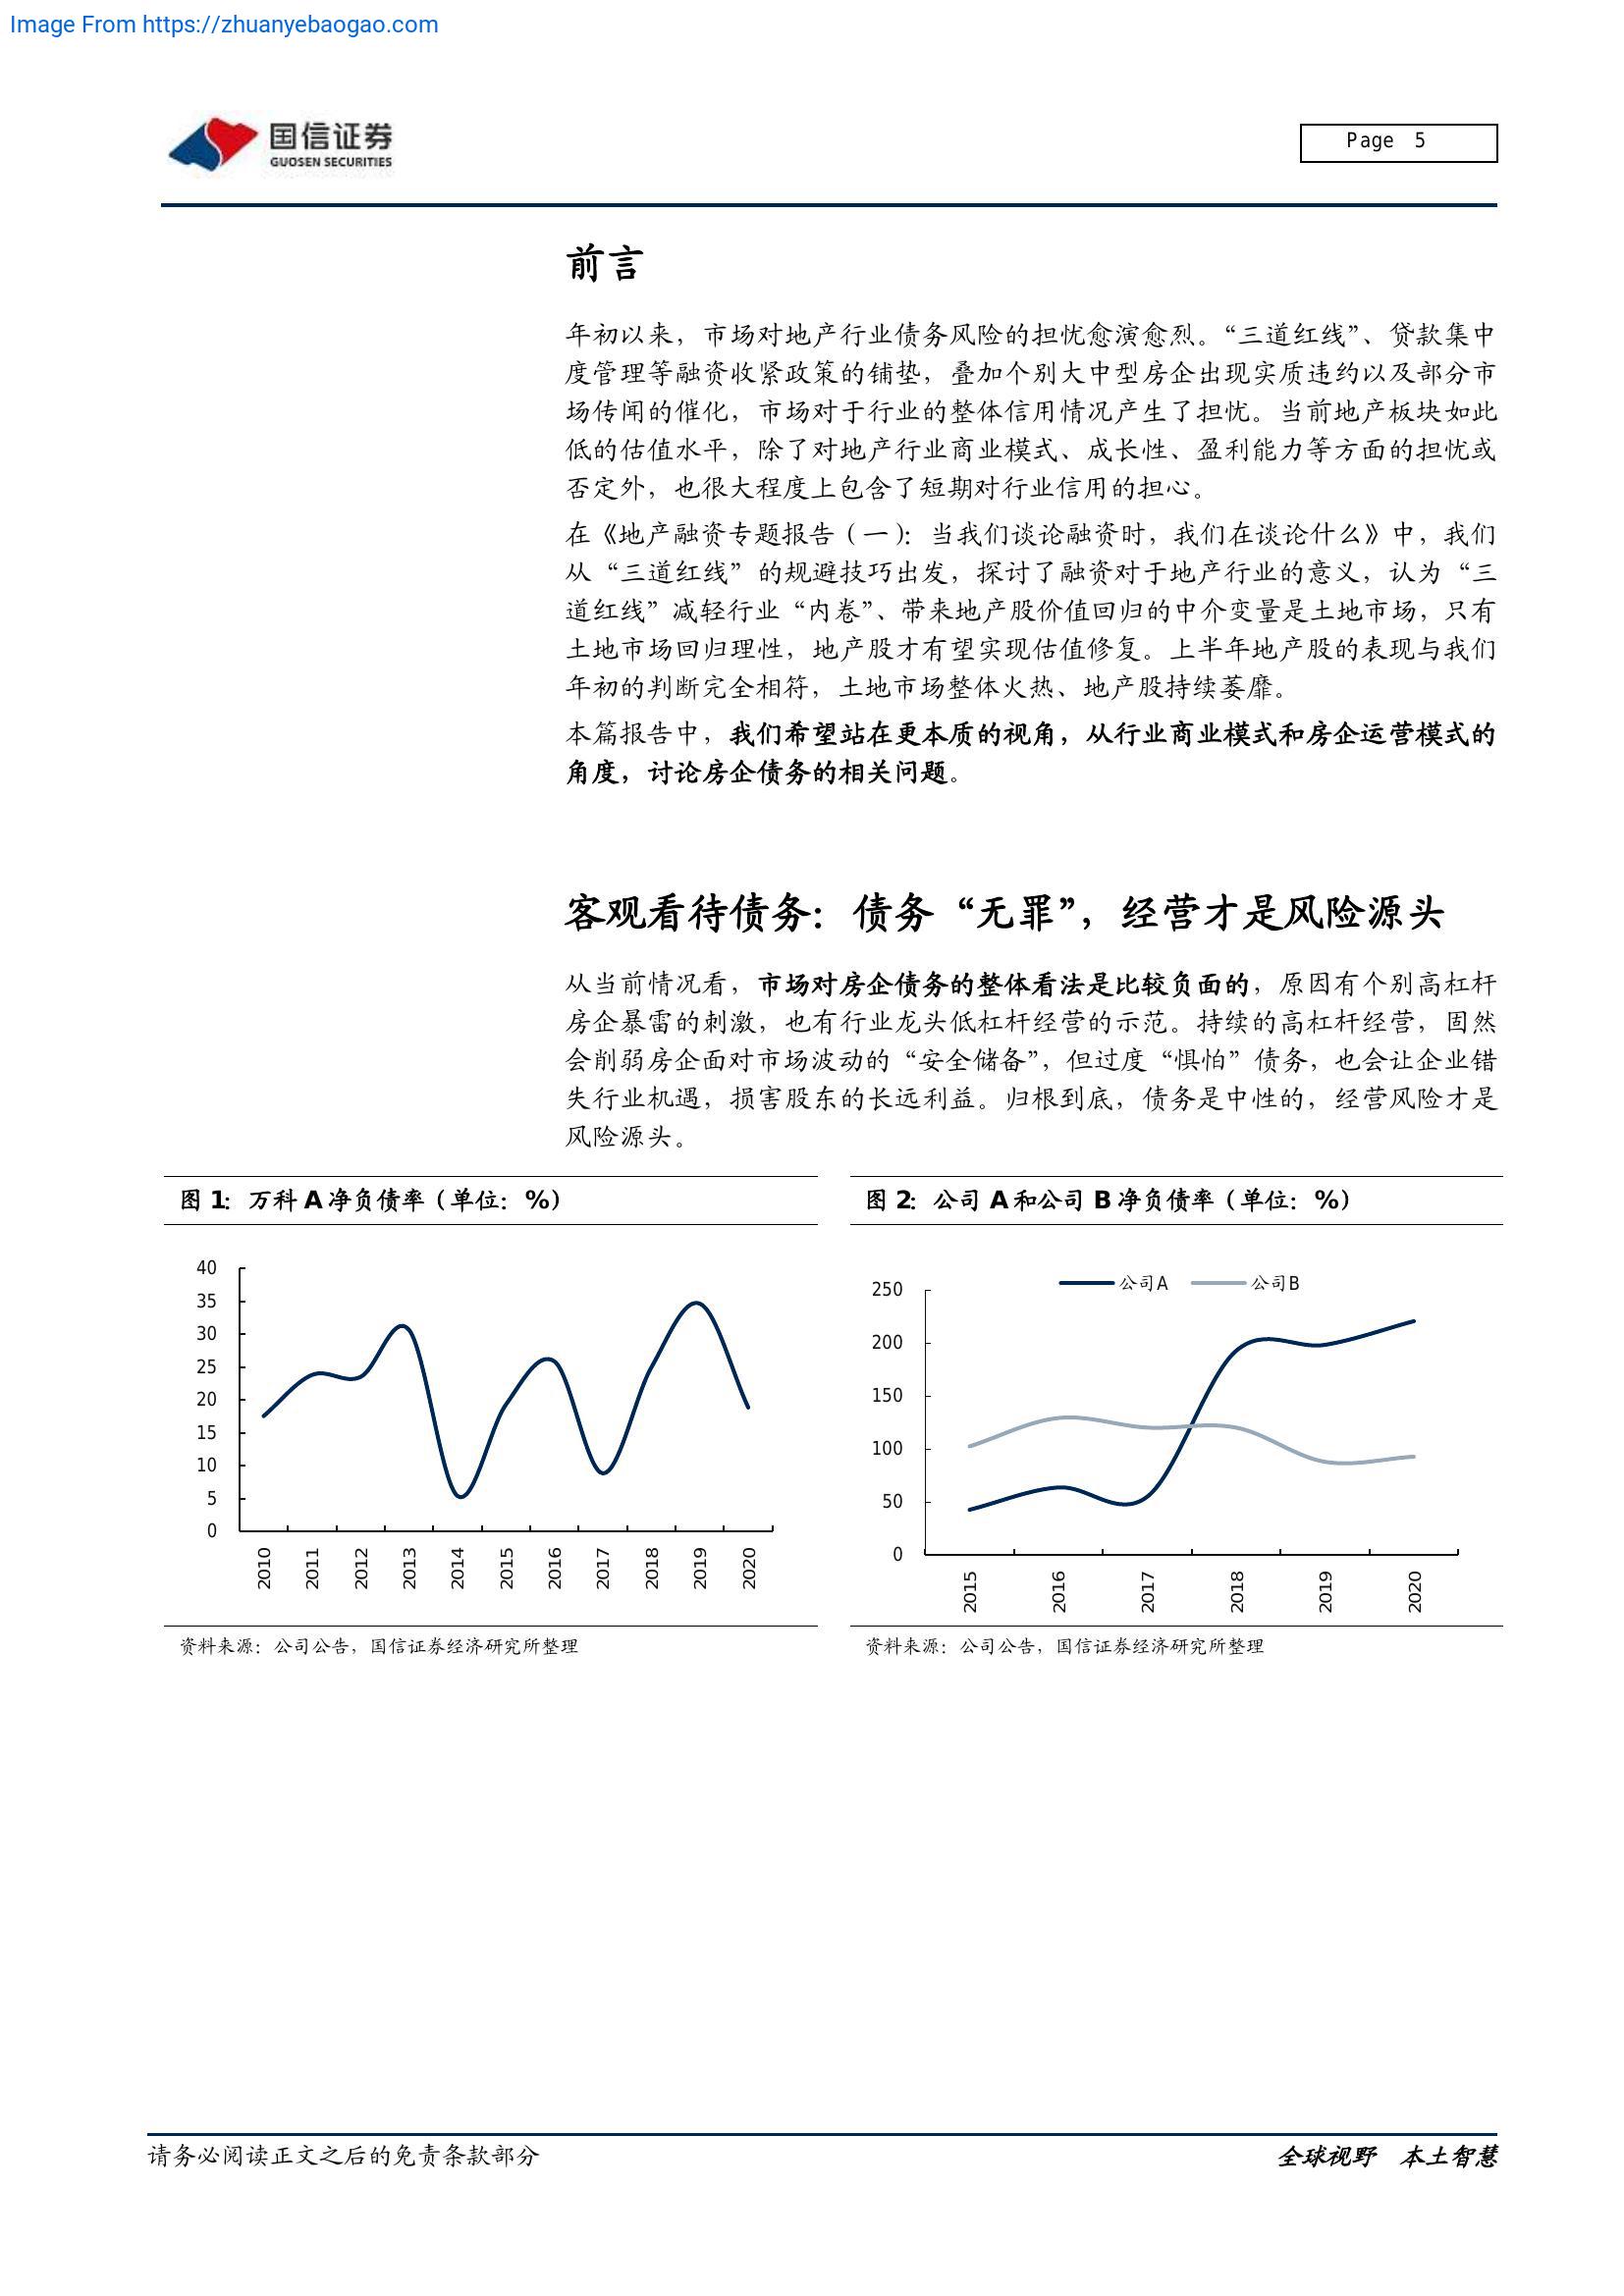 Image From https://zhuanyebaogao.com
国信证券
GUOSEN SECURITIES
Page 5
前言
年初以来，市场对地产行业债务风险的担忧愈演愈烈。“三道红线”、贷款集中
度管理等融资收紧政策的铺垫，叠加个别大中型房企出现实质违约以及部分市
场传闻的催化，市场对于行业的整体信用情况产生了担忧。当前地产板块如此
低的估值水平，除了对地产行业商业模式、成长性、盈利能力等方面的担忧或
否定外，也很大程度上包含了短期对行业信用的担心。
在《地产融资专题报告（一）：当我们谈论融资时，我们在谈论什么》中，我们
从“三道红线”的规避技巧出发，探讨了融资对于地产行业的意义，认为“三
道红线”减轻行业“内卷”、带来地产股价值回归的中介变量是土地市场，只有
土地市场回归理性，地产股才有望实现估值修复。上半年地产股的表现与我们
年初的判断完全相符，土地市场整体火热、地产股持续萎靡。
本篇报告中，我们希望站在更本质的视角，从行业商业模式和房企运营模式的
角度，讨论房企债务的相关问题。
客观看待债务：债务“无罪”，经营才是风险源头
从当前情况看，市场对房企债务的整体看法是比较负面的，原因有个别高杠杆
房企暴雷的刺激，也有行业龙头低杠杆经营的示范。持续的高杠杆经营，固然
会削弱房企面对市场波动的“安全储备”，但过度“惧怕”债务，也会让企业错
失行业机遇，损害股东的长远利益。归根到底，债务是中性的，经营风险才是
风险源头。
图 1：万科 A 净负债率（单位：%）
40
35
30
25
20
15
10
5
0
2010 2011 2012 2013 2014 2015 2016 2017 2018 2019 2020
资料来源：公司公告，国信证券经济研究所整理
图 2：公司 A 和公司 B 净负债率（单位：%）
公司A 公司B
250
200
150
100
50
0
2015 2016 2017 2018 2019 2020
资料来源：公司公告，国信证券经济研究所整理
请务必阅读正文之后的免责条款部分
全球视野 本土智慧